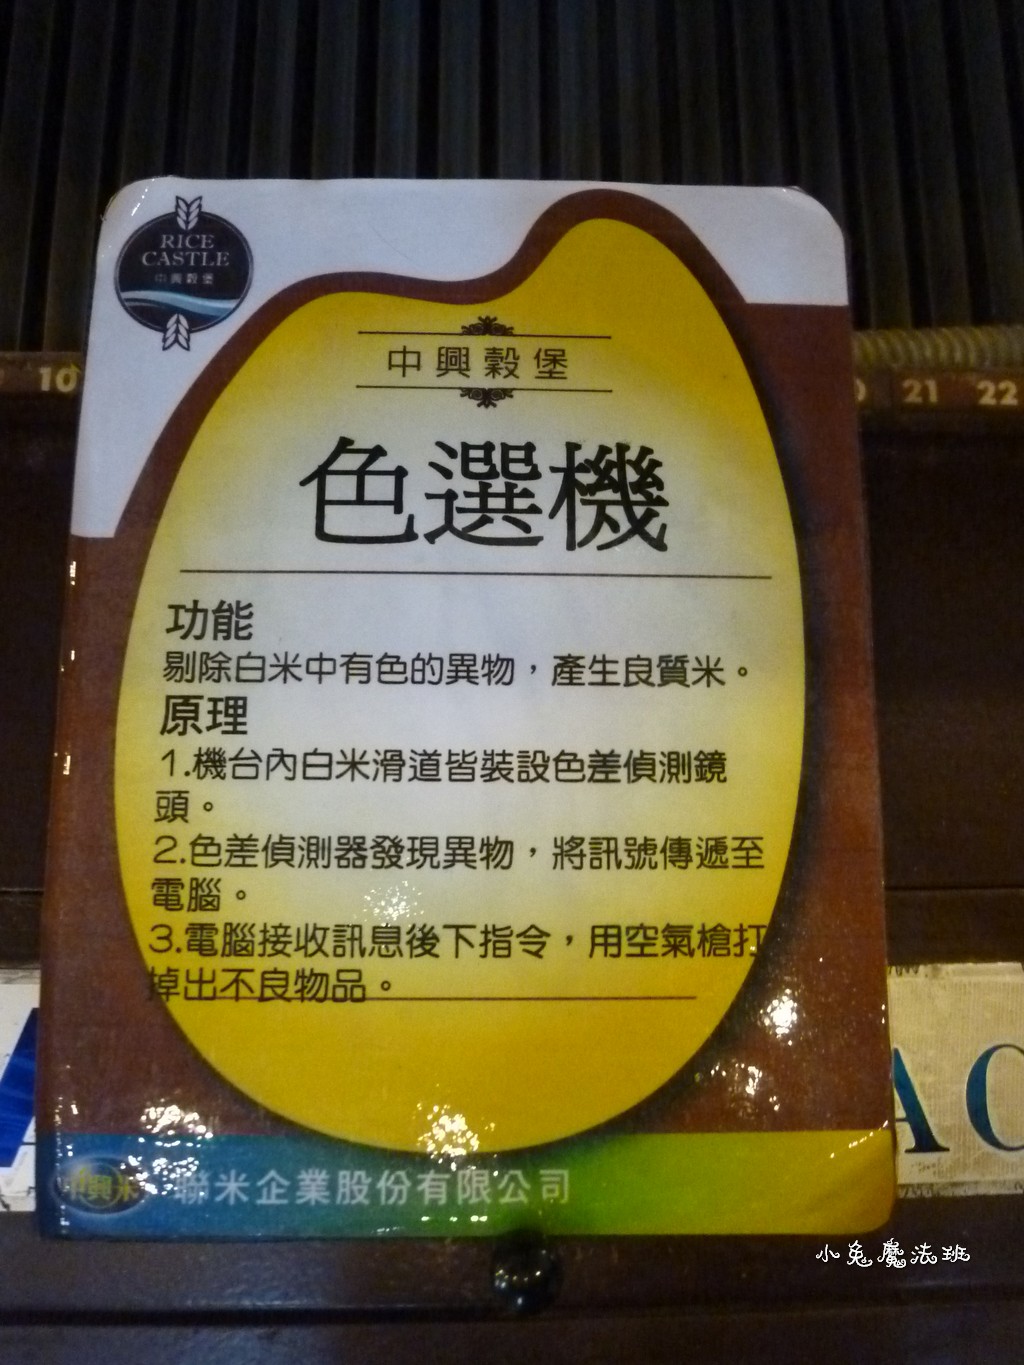 RICE
CASTLE
中興穀堡
中興穀堡
色選機
功能
剔除白米中有色的異物，產生良質米。
原理
1.機台內白米滑道皆裝設色差偵測鏡
頭。
2.色差偵測器發現異物，將訊號傳遞至
電腦。
3.電腦接收訊息後下指令，用空氣槍打
掉出不良物品。
10
21
22
AC
中興米
聯米企業股份有限公司
小兔魔法班